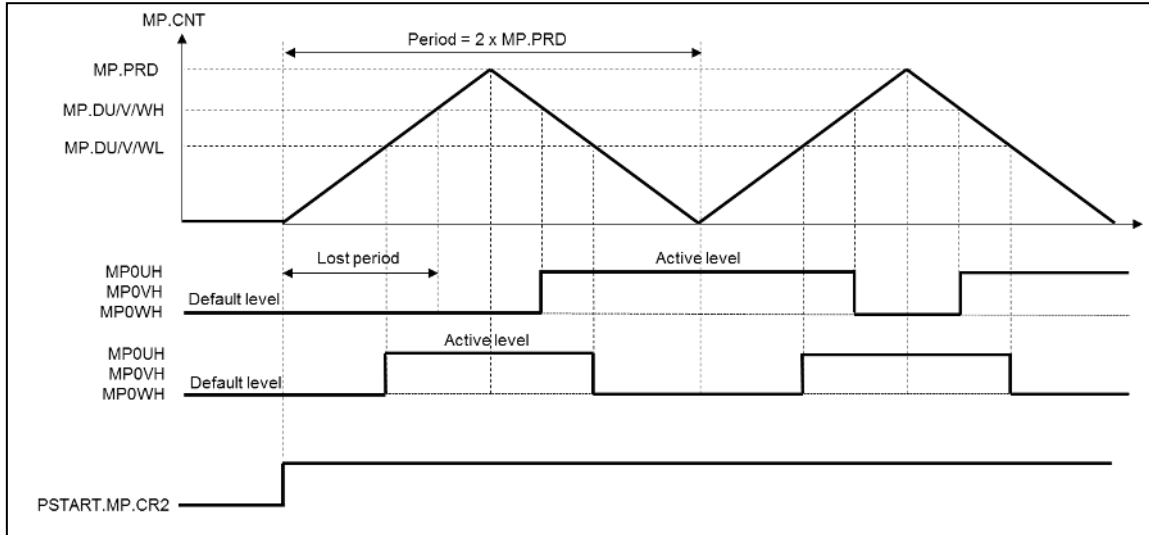 MP.CNT
Period = 2 x MP.PRD
MP.PRD
MP.DU/V/WH
MP.DU/V/WL
Lost period
Active level
MP0UH
MP0VH
MP0WH
Default level
Active level
MP0UH
MP0VH
MP0WH
Default level
PSTART.MP.CR2